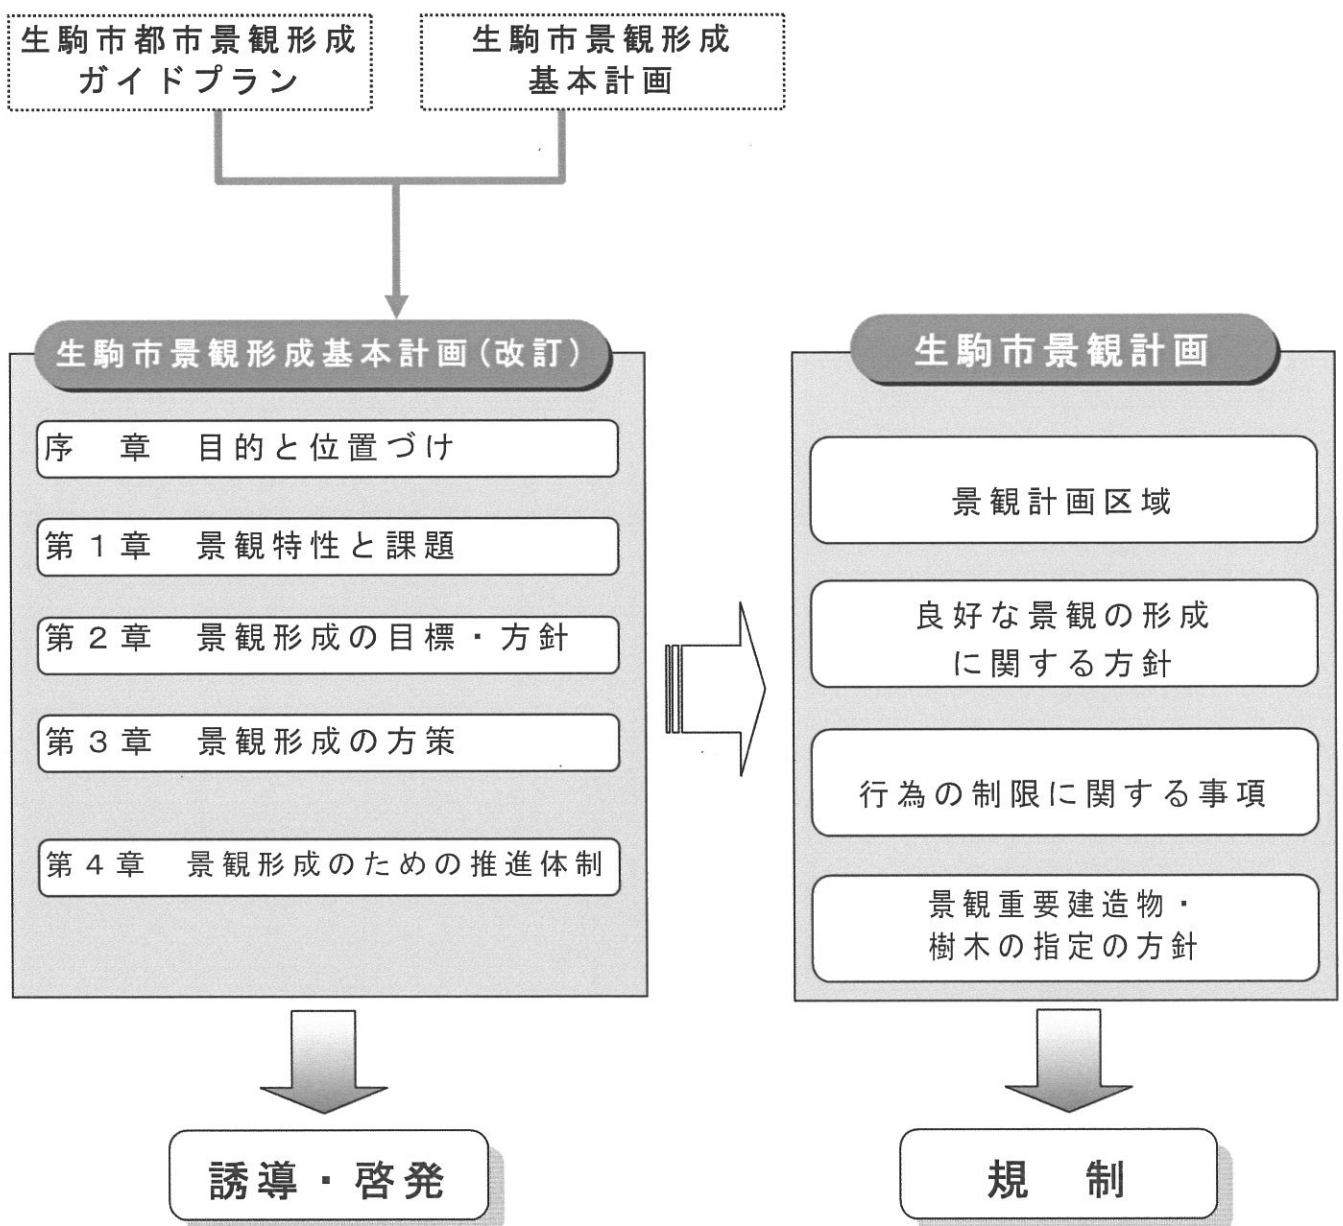 生駒市都市景観形成
ガイドプラン
生駒市景観形成
基本計画
生駒市景観形成基本計画(改訂)
序　章　目的と位置づけ
第１章　景観特性と課題
第２章　景観形成の目標・方針
第３章　景観形成の方策
第４章　景観形成のための推進体制
誘導・啓発
生駒市景観計画
景観計画区域
良好な景観の形成
に関する方針
行為の制限に関する事項
景観重要建造物・
樹木の指定の方針
規　制